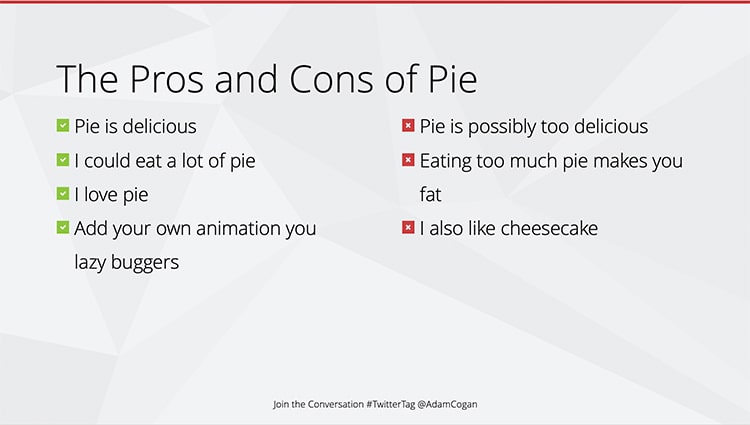 The Pros and Cons of Pie
Pie is delicious
I could eat a lot of pie
I love pie
Add your own animation you
lazy buggers
Pie is possibly too delicious
Eating too much pie makes you
fat
I also like cheesecake
Join the Conversation #TwitterTag @AdamCogan